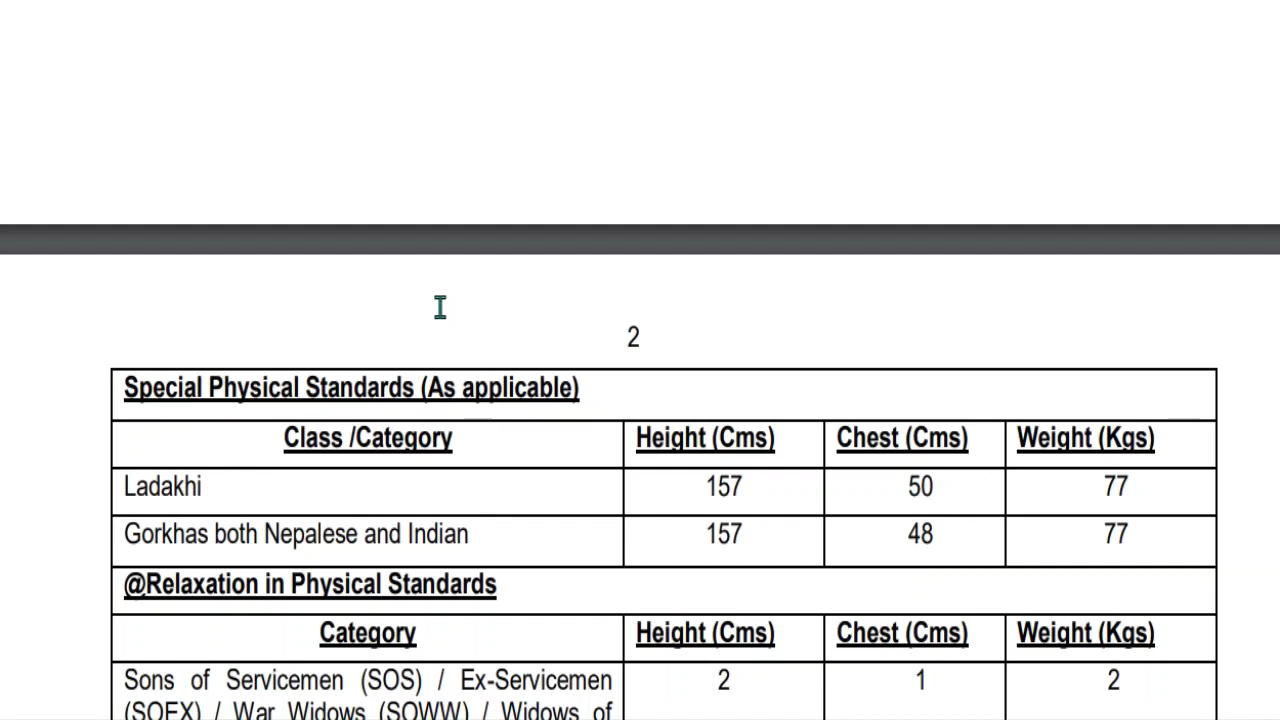 2
Special Physical Standards (As applicable)
Class /Category Height (Cms) Chest (Cms) Weight (Kgs)
Ladakhi 157 50 77
Gorkhas both Nepalese and Indian 157 48 77
@Relaxation in Physical Standards
Category Height (Cms) Chest (Cms) Weight (Kgs)
Sons of Servicemen (SOS) / Ex-Servicemen 2 1 2
(SOEX) / War Widows (SOWW) / Widows of